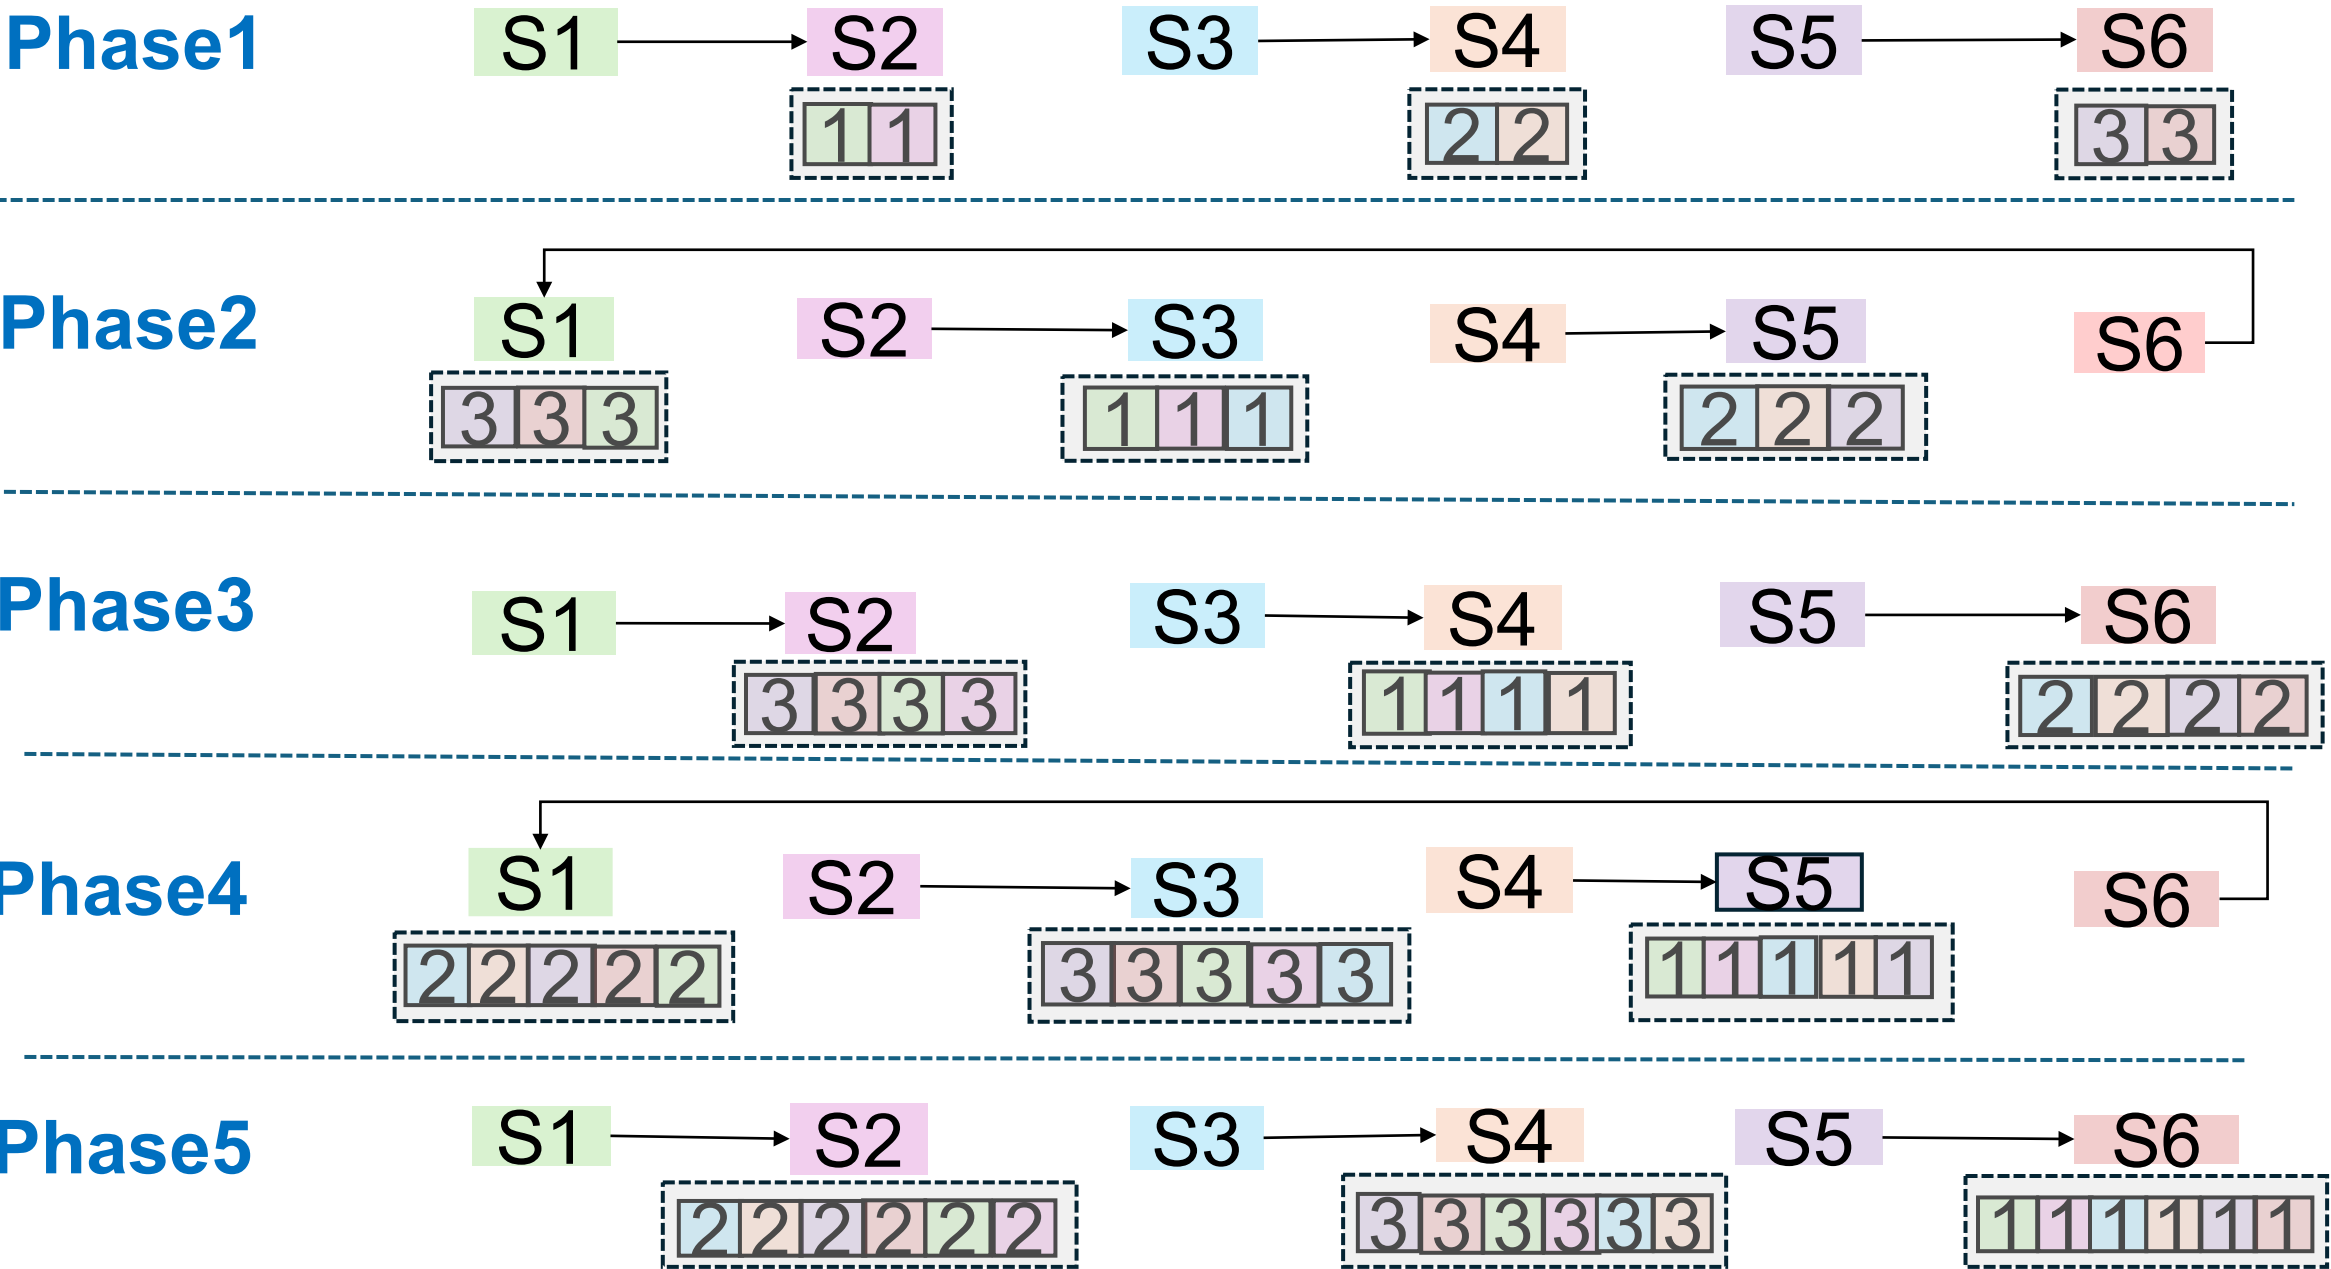 Phase1 S1 S2 S3 S4 S5 S6
1 1 2 2 3 3
Phase2 S1 S2 S3 S4 S5 S6
3 3 3 1 1 1 2 2 2
Phase3 S1 S2 S3 S4 S5 S6
3 3 3 3 1 1 1 1 2 2 2 2
Phase4 S1 S2 S3 S4 S5 S6
2 2 2 2 2 3 3 3 3 3 1 1 1 1 1
Phase5 S1 S2 S3 S4 S5 S6
2 2 2 2 2 2 3 3 3 3 3 3 1 1 1 1 1 1